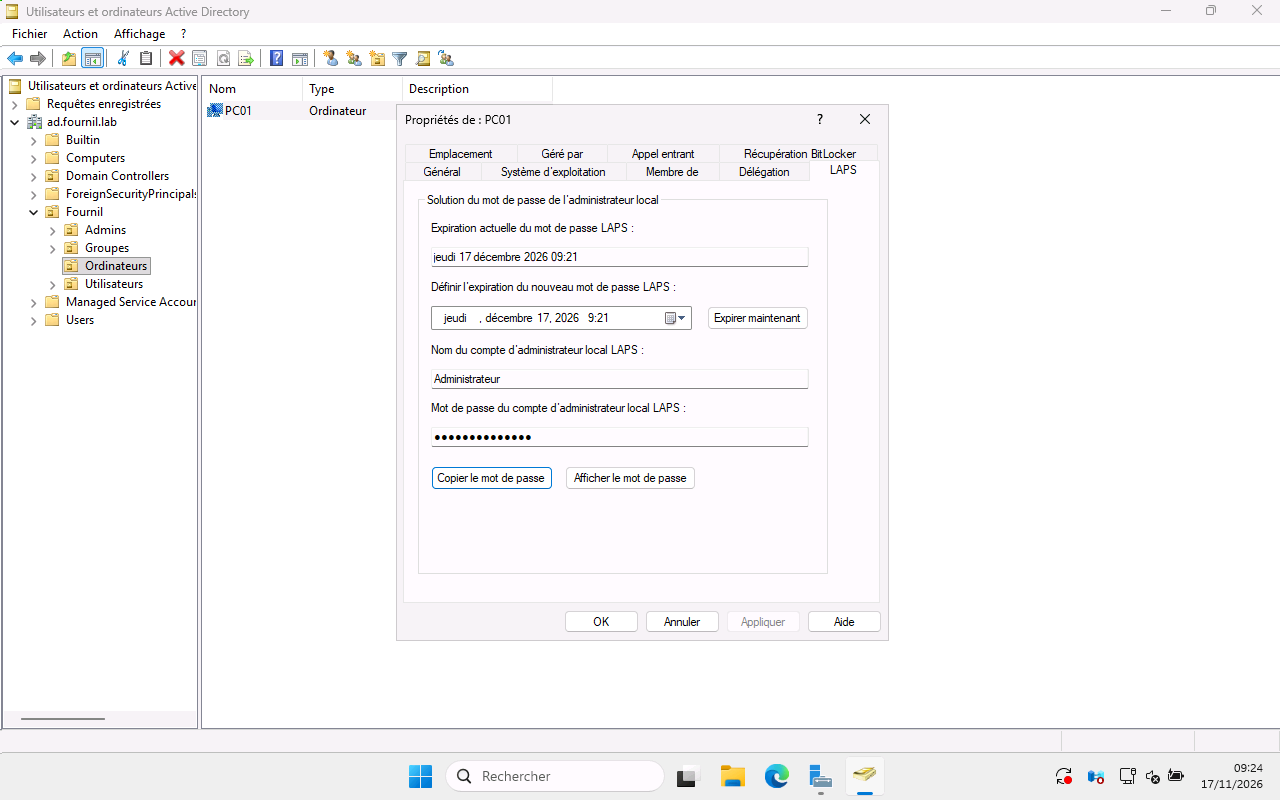 Utilisateurs et ordinateurs Active Directory
Fichier Action Affichage ?
Utilisateurs et ordinateurs Active
Requêtes enregistrées
ad.fournil.lab
Builtin
Computers
Domain Controllers
ForeignSecurityPrincipals
Fournil
Admins
Groupes
Ordinateurs
Utilisateurs
Managed Service Accour
Users
Nom Type Description
PC01 Ordinateur
Propriétés de : PC01 ?
Emplacement Géré par Appel entrant Récupération BitLocker
Général Système d'exploitation Membre de Délégation LAPS
Solution du mot de passe de l'administrateur local
Expiration actuelle du mot de passe LAPS :
jeudi 17 décembre 2026 09:21
Définir l'expiration du nouveau mot de passe LAPS :
jeudi , décembre 17, 2026 9:21 Expirer maintenant
Nom du compte d'administrateur local LAPS :
Administrateur
Mot de passe du compte d'administrateur local LAPS :
••••••••••••••
Copier le mot de passe Afficher le mot de passe
OK Annuler Appliquer Aide
Rechercher
09:24
17/11/2026